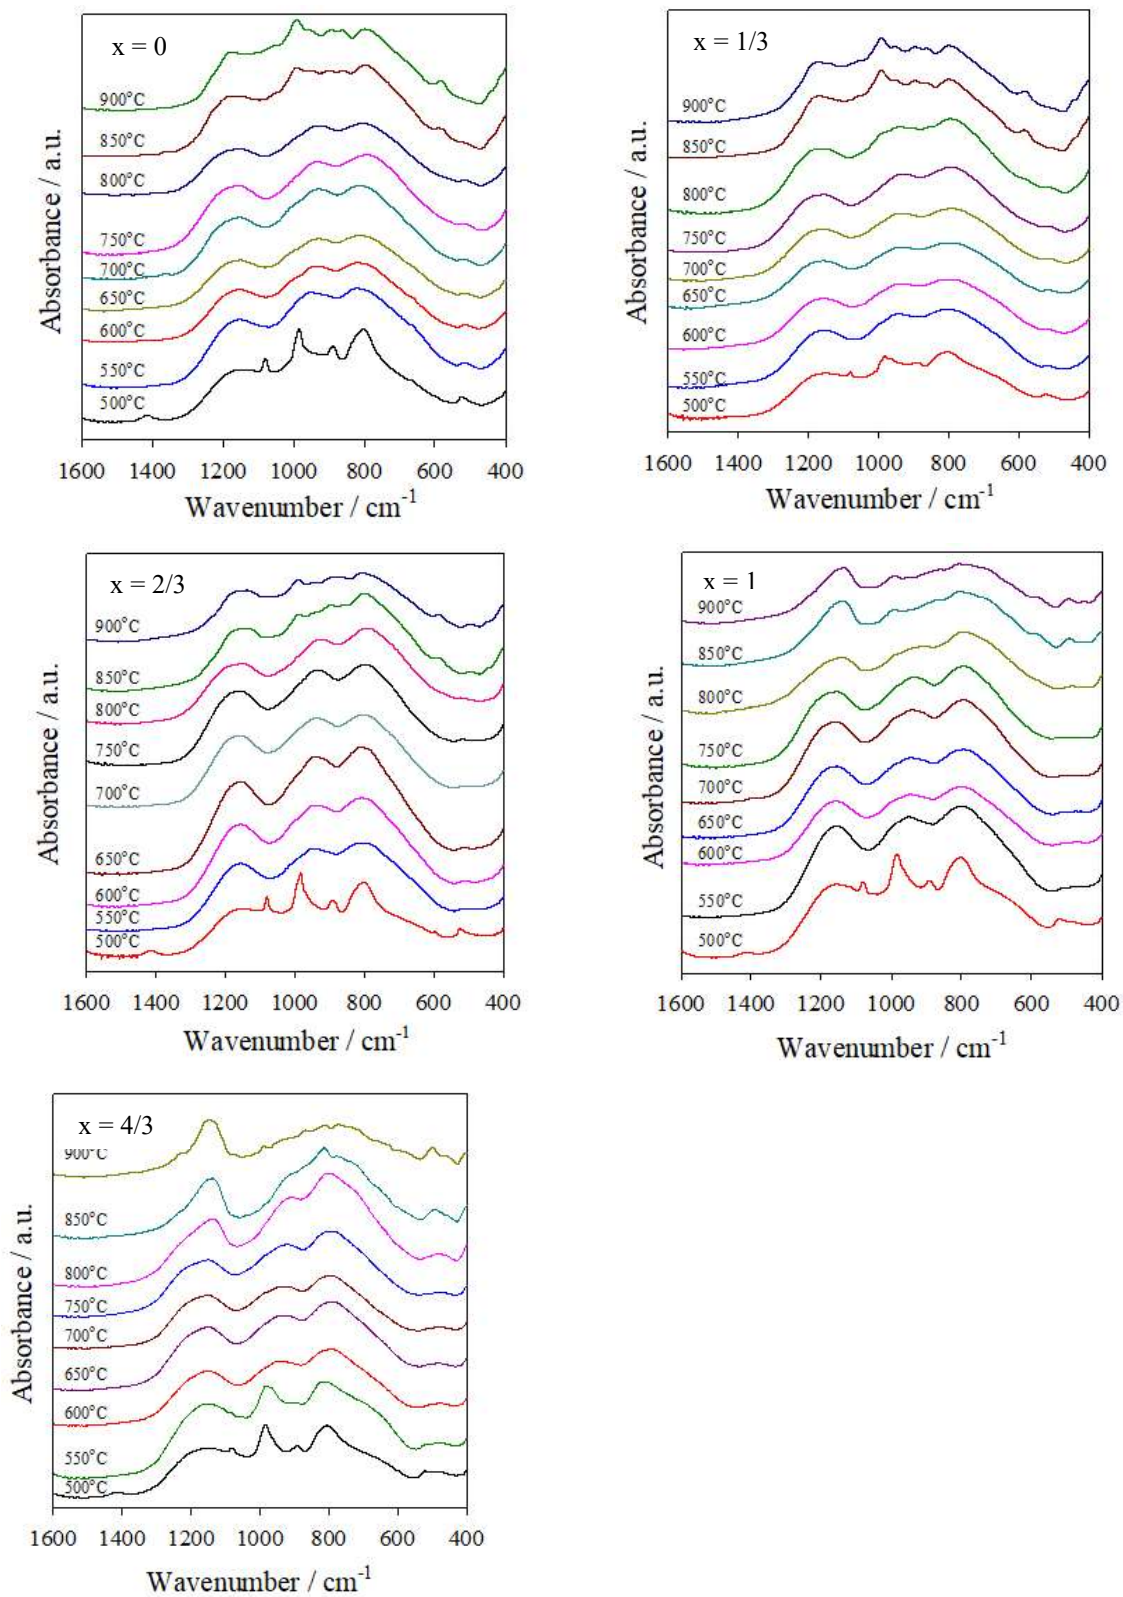 x = 0
900°C
850°C
800°C
750°C
700°C
650°C
600°C
550°C
500°C
Absorbance / a.u.
1600 1400 1200 1000 800 600 400
Wavenumber / cm-1
x = 1/3
900°C
850°C
800°C
750°C
700°C
650°C
600°C
550°C
500°C
Absorbance / a.u.
1600 1400 1200 1000 800 600 400
Wavenumber / cm-1
x = 2/3
900°C
850°C
800°C
750°C
700°C
650°C
600°C
550°C
500°C
Absorbance / a.u.
1600 1400 1200 1000 800 600 400
Wavenumber / cm-1
x = 1
900°C
850°C
800°C
750°C
700°C
650°C
600°C
550°C
500°C
Absorbance / a.u.
1600 1400 1200 1000 800 600 400
Wavenumber / cm-1
x = 4/3
900°C
850°C
800°C
750°C
700°C
650°C
600°C
550°C
500°C
Absorbance / a.u.
1600 1400 1200 1000 800 600 400
Wavenumber / cm-1